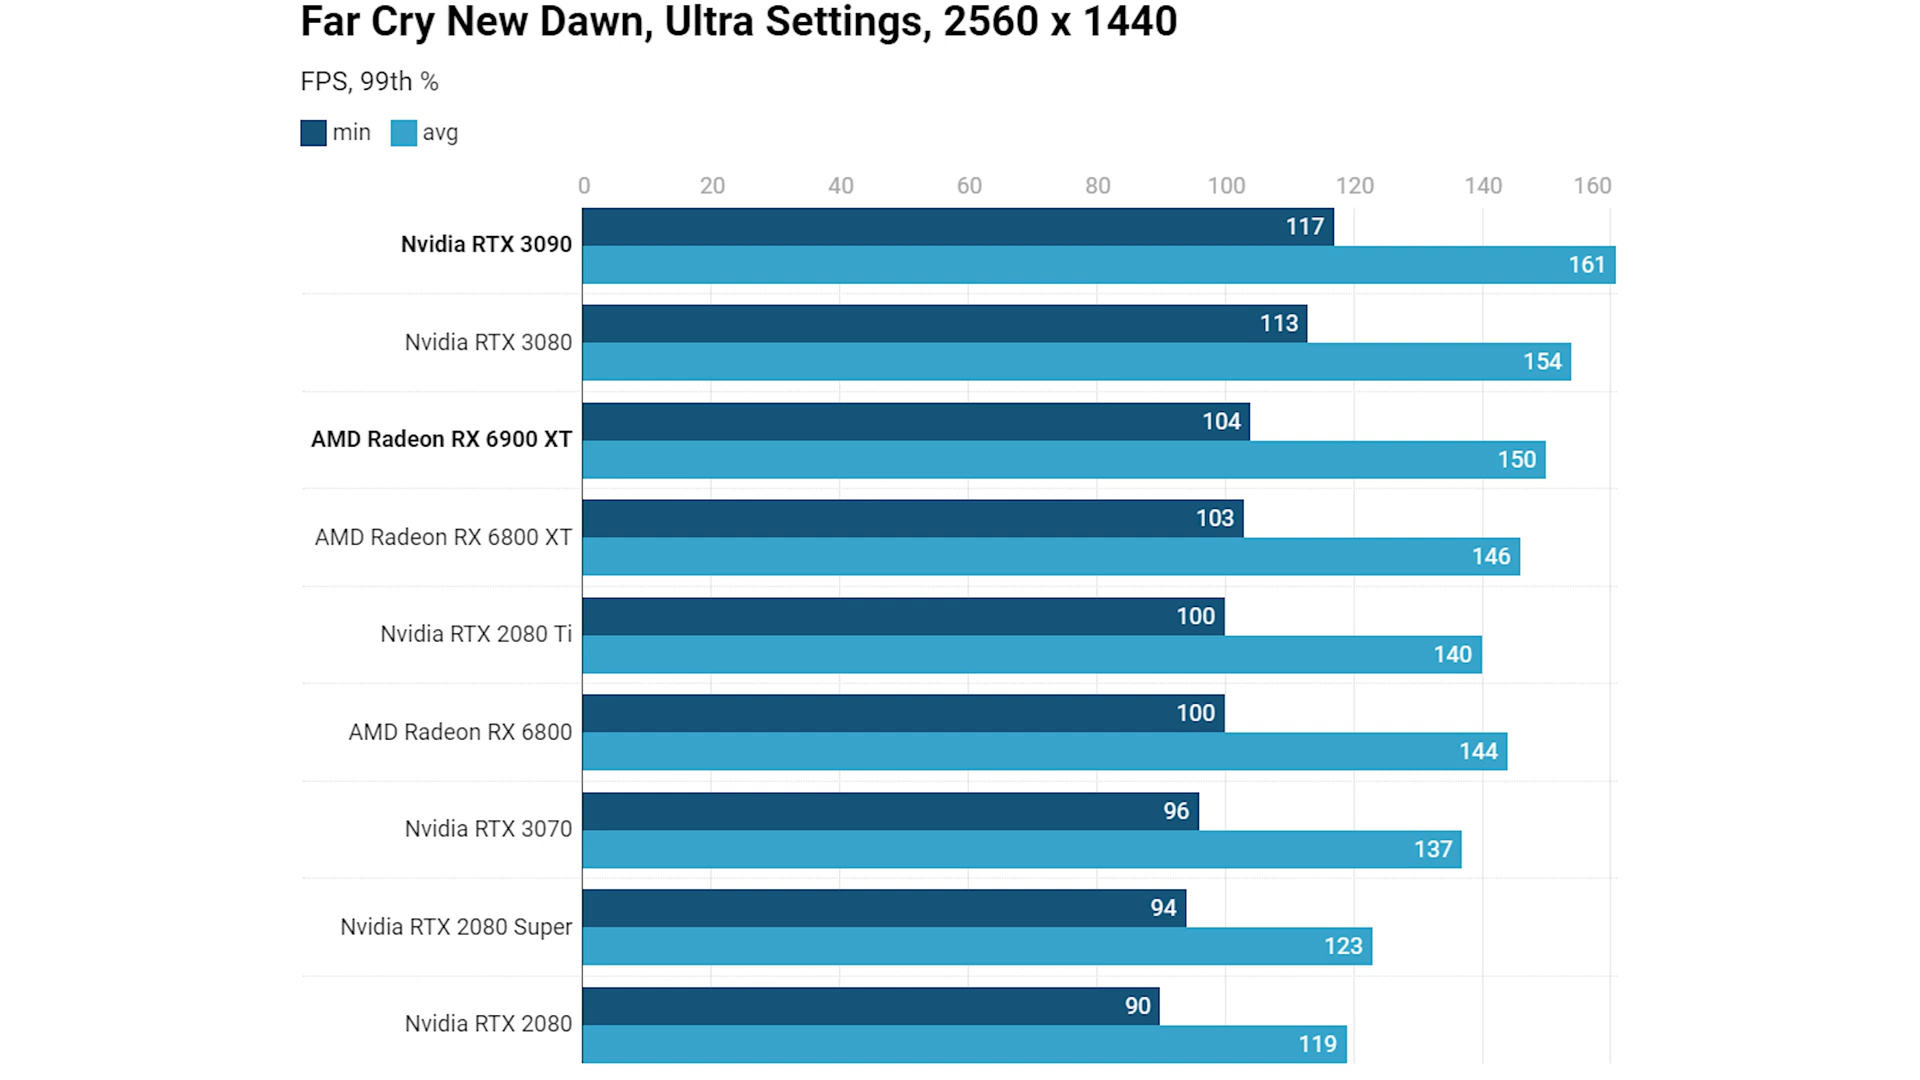 Far Cry New Dawn, Ultra Settings, 2560 x 1440
FPS, 99th %
min avg
0 20 40 60 80 100 120 140 160
Nvidia RTX 3090 117
161
Nvidia RTX 3080 113
154
AMD Radeon RX 6900 XT 104
150
AMD Radeon RX 6800 XT 103
146
Nvidia RTX 2080 Ti 100
140
AMD Radeon RX 6800 100
144
Nvidia RTX 3070 96
137
Nvidia RTX 2080 Super 94
123
Nvidia RTX 2080 90
119